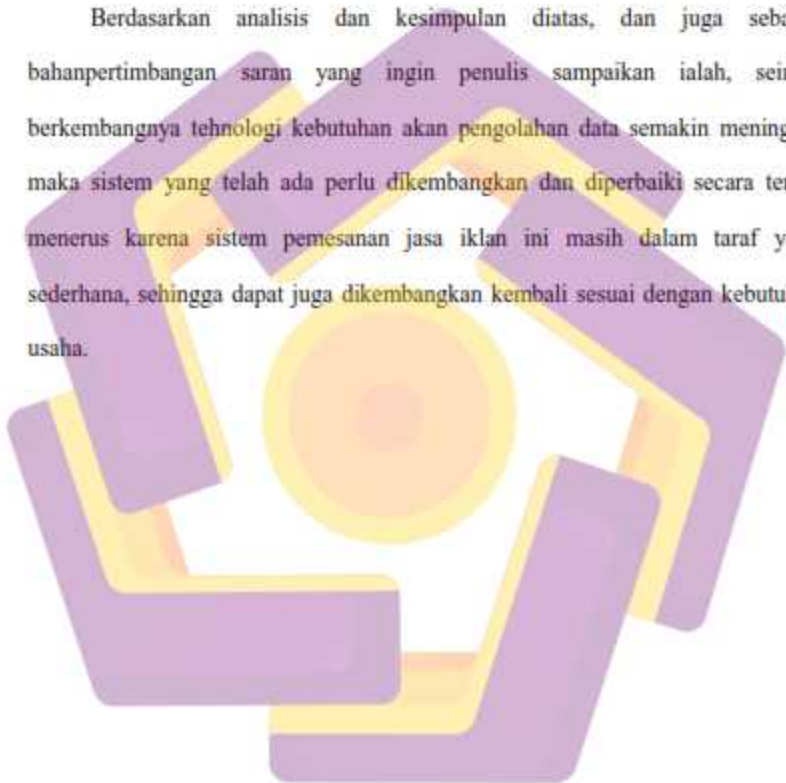 Berdasarkan analisis dan kesimpulan diatas, dan juga seba
bahanpertimbangan saran yang ingin penulis sampaikan ialah, sei
berkembangnya tehnologi kebutuhan akan pengolahan data semakin mening
maka sistem yang telah ada perlu dikembangkan dan diperbaiki secara ter
menerus karena sistem pemesanan jasa iklan ini masih dalam taraf y
sederhana, sehingga dapat juga dikembangkan kembali sesuai dengan kebutu
usaha.